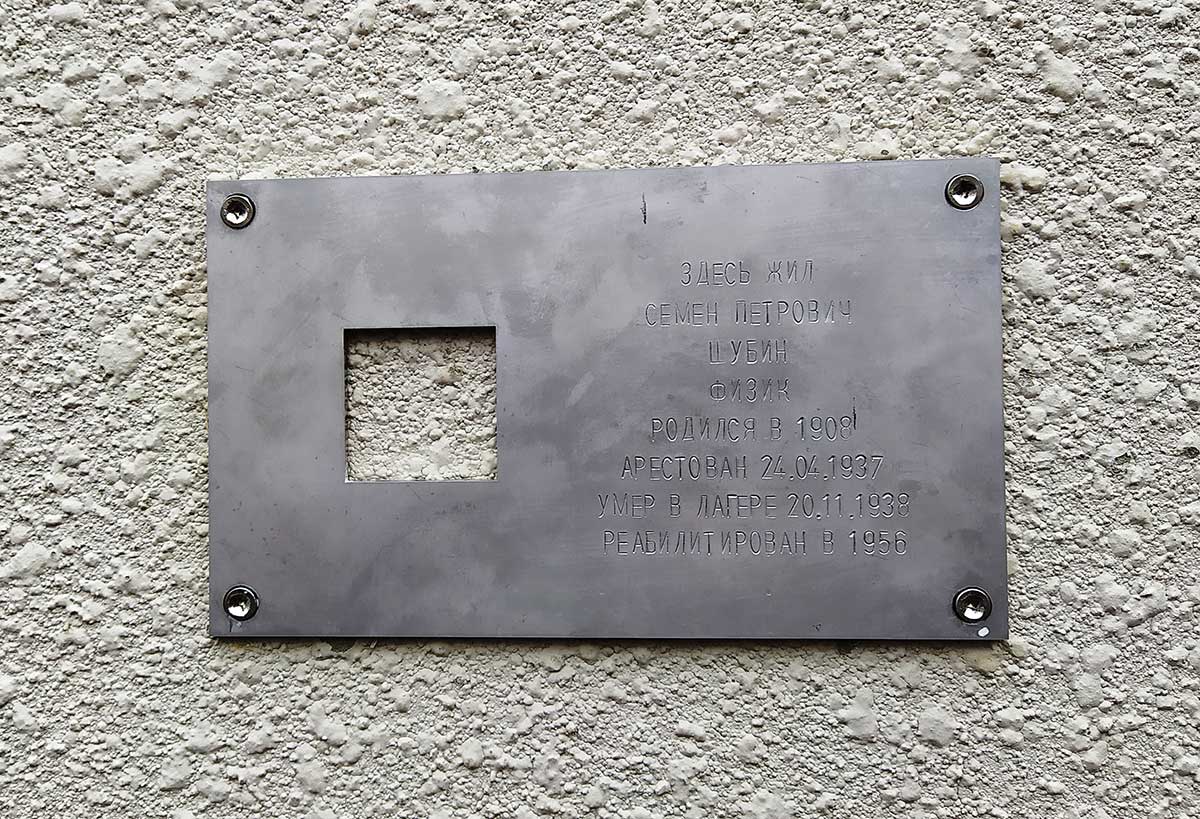 ЗДЕСЬ ЖИЛ
СЕМЕН ПЕТРОВИЧ
ШУБИН
ФИЗИК
РОДИЛСЯ В 1908
АРЕСТОВАН 24.04.1937
УМЕР В ЛАГЕРЕ 20.11.1938
РЕАБИЛИТИРОВАН В 1956